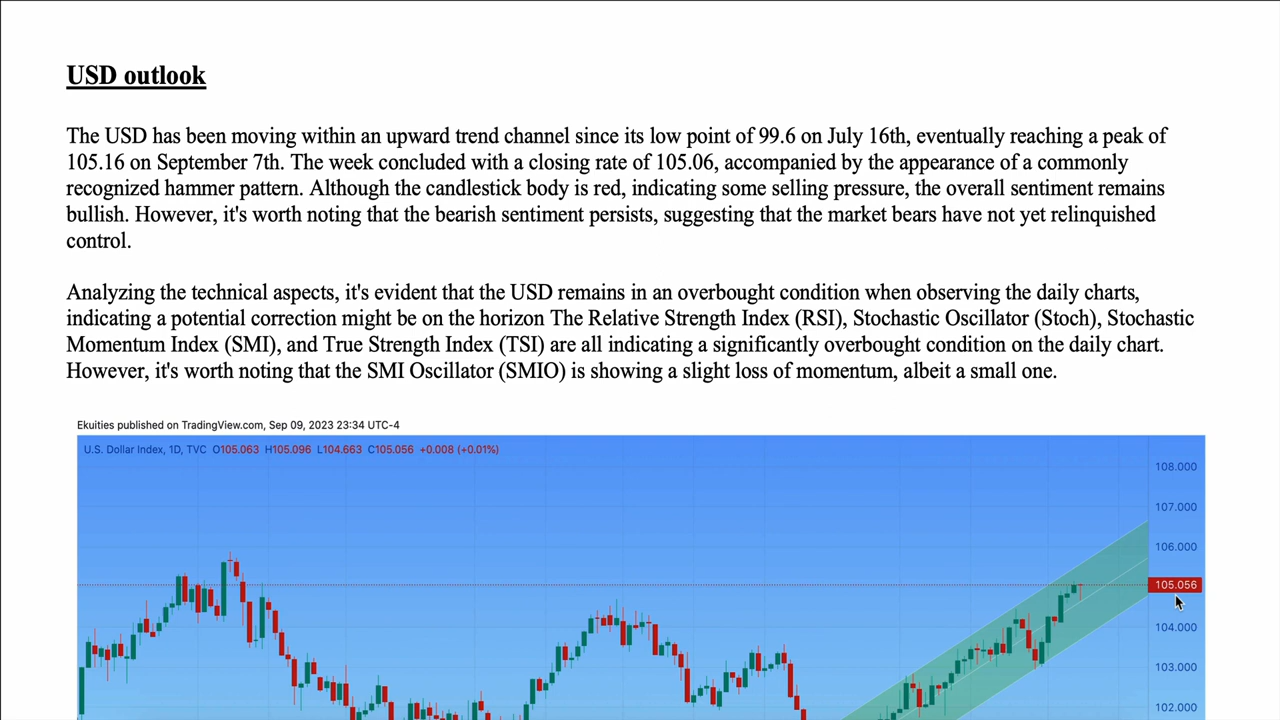 USD outlook
The USD has been moving within an upward trend channel since its low point of 99.6 on July 16th, eventually reaching a peak of
105.16 on September 7th. The week concluded with a closing rate of 105.06, accompanied by the appearance of a commonly
recognized hammer pattern. Although the candlestick body is red, indicating some selling pressure, the overall sentiment remains
bullish. However, it's worth noting that the bearish sentiment persists, suggesting that the market bears have not yet relinquished
control.
Analyzing the technical aspects, it's evident that the USD remains in an overbought condition when observing the daily charts,
indicating a potential correction might be on the horizon The Relative Strength Index (RSI), Stochastic Oscillator (Stoch), Stochastic
Momentum Index (SMI), and True Strength Index (TSI) are all indicating a significantly overbought condition on the daily chart.
However, it's worth noting that the SMI Oscillator (SMIO) is showing a slight loss of momentum, albeit a small one.
Ekuities published on TradingView.com, Sep 09, 2023 23:34 UTC-4
U.S. Dollar Index, 1D, TVC O105.063 H105.096 L104.663 C105.056 +0.008 (+0.01%)
108.000
107.000
106.000
105.056
104.000
103.000
102.000